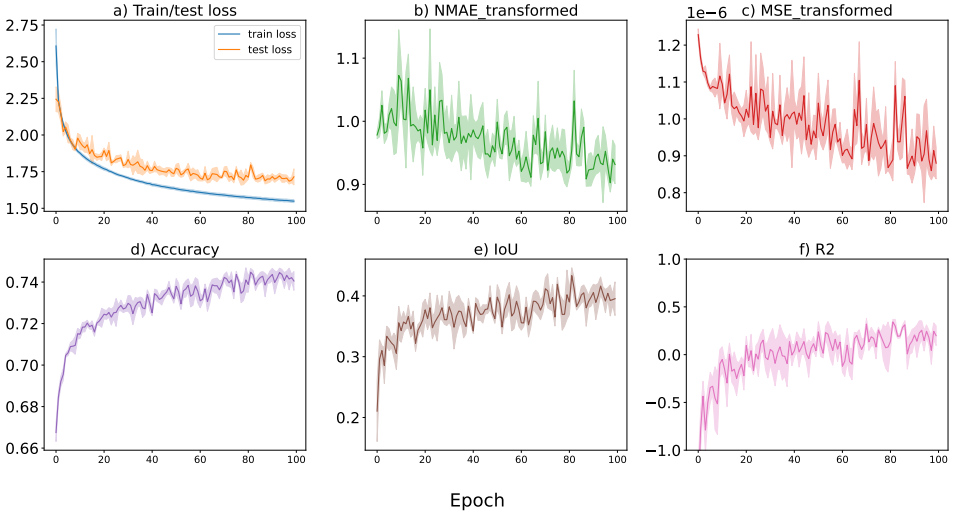 a) Train/test loss
b) NMAE_transformed
1e−6
c) MSE_transformed
train loss
test loss
2.75
2.50
2.25
2.00
1.75
1.50
0 20 40 60 80 100
1.1
1.0
0.9
0 20 40 60 80 100
1.2
1.1
1.0
0.9
0.8
0 20 40 60 80 100
d) Accuracy
e) IoU
f) R2
0.74
0.72
0.70
0.68
0.66
0 20 40 60 80 100
0.4
0.3
0.2
0 20 40 60 80 100
1.0
0.5
0.0
−0.5
−1.0
0 20 40 60 80 100
Epoch